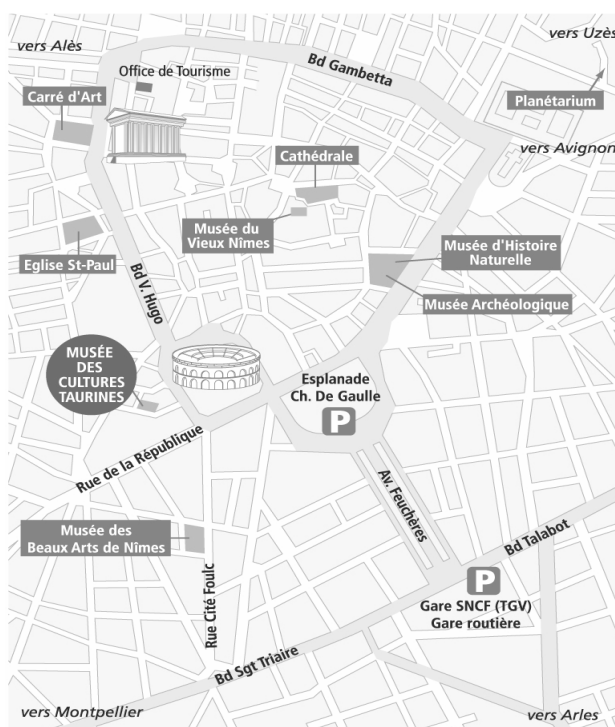 vers Alès
vers Uzès
Bd Gambetta
Office de Tourisme
Carré d'Art
Planétarium
vers Avignon
Cathédrale
Musée du
Vieux Nîmes
Eglise St-Paul
Bd V. Hugo
Musée d'Histoire
Naturelle
Musée Archéologique
MUSÉE
DES
CULTURES
TAURINES
Esplanade
Ch. De Gaulle
P
Rue de la République
Av. Feuchères
Musée des
Beaux Arts de Nîmes
Rue Cité Foulc
Bd Talabot
P
Gare SNCF (TGV)
Gare routière
Bd Sgt Triaire
vers Montpellier
vers Arles